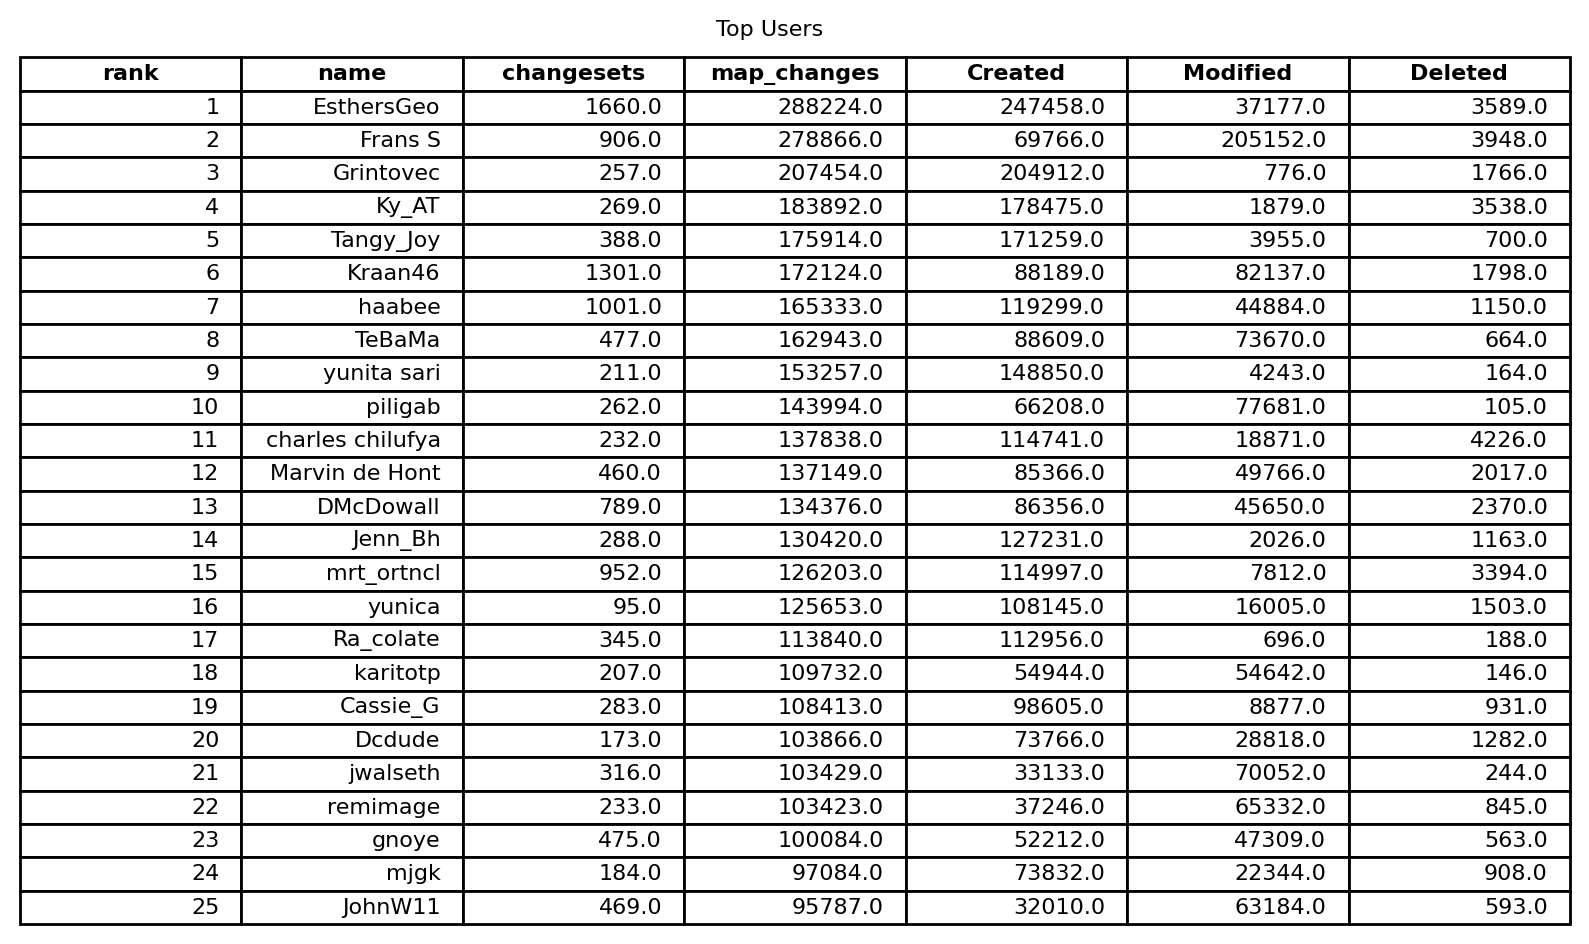 Top Users
rank name changesets map_changes Created Modified Deleted
1 EsthersGeo 1660.0 288224.0 247458.0 37177.0 3589.0
2 Frans S 906.0 278866.0 69766.0 205152.0 3948.0
3 Grintovec 257.0 207454.0 204912.0 776.0 1766.0
4 Ky_AT 269.0 183892.0 178475.0 1879.0 3538.0
5 Tangy_Joy 388.0 175914.0 171259.0 3955.0 700.0
6 Kraan46 1301.0 172124.0 88189.0 82137.0 1798.0
7 haabee 1001.0 165333.0 119299.0 44884.0 1150.0
8 TeBaMa 477.0 162943.0 88609.0 73670.0 664.0
9 yunita sari 211.0 153257.0 148850.0 4243.0 164.0
10 piligab 262.0 143994.0 66208.0 77681.0 105.0
11 charles chilufya 232.0 137838.0 114741.0 18871.0 4226.0
12 Marvin de Hont 460.0 137149.0 85366.0 49766.0 2017.0
13 DMcDowall 789.0 134376.0 86356.0 45650.0 2370.0
14 Jenn_Bh 288.0 130420.0 127231.0 2026.0 1163.0
15 mrt_ortncl 952.0 126203.0 114997.0 7812.0 3394.0
16 yunica 95.0 125653.0 108145.0 16005.0 1503.0
17 Ra_colate 345.0 113840.0 112956.0 696.0 188.0
18 karitotp 207.0 109732.0 54944.0 54642.0 146.0
19 Cassie_G 283.0 108413.0 98605.0 8877.0 931.0
20 Dcdude 173.0 103866.0 73766.0 28818.0 1282.0
21 jwalseth 316.0 103429.0 33133.0 70052.0 244.0
22 remimage 233.0 103423.0 37246.0 65332.0 845.0
23 gnoye 475.0 100084.0 52212.0 47309.0 563.0
24 mjgk 184.0 97084.0 73832.0 22344.0 908.0
25 JohnW11 469.0 95787.0 32010.0 63184.0 593.0